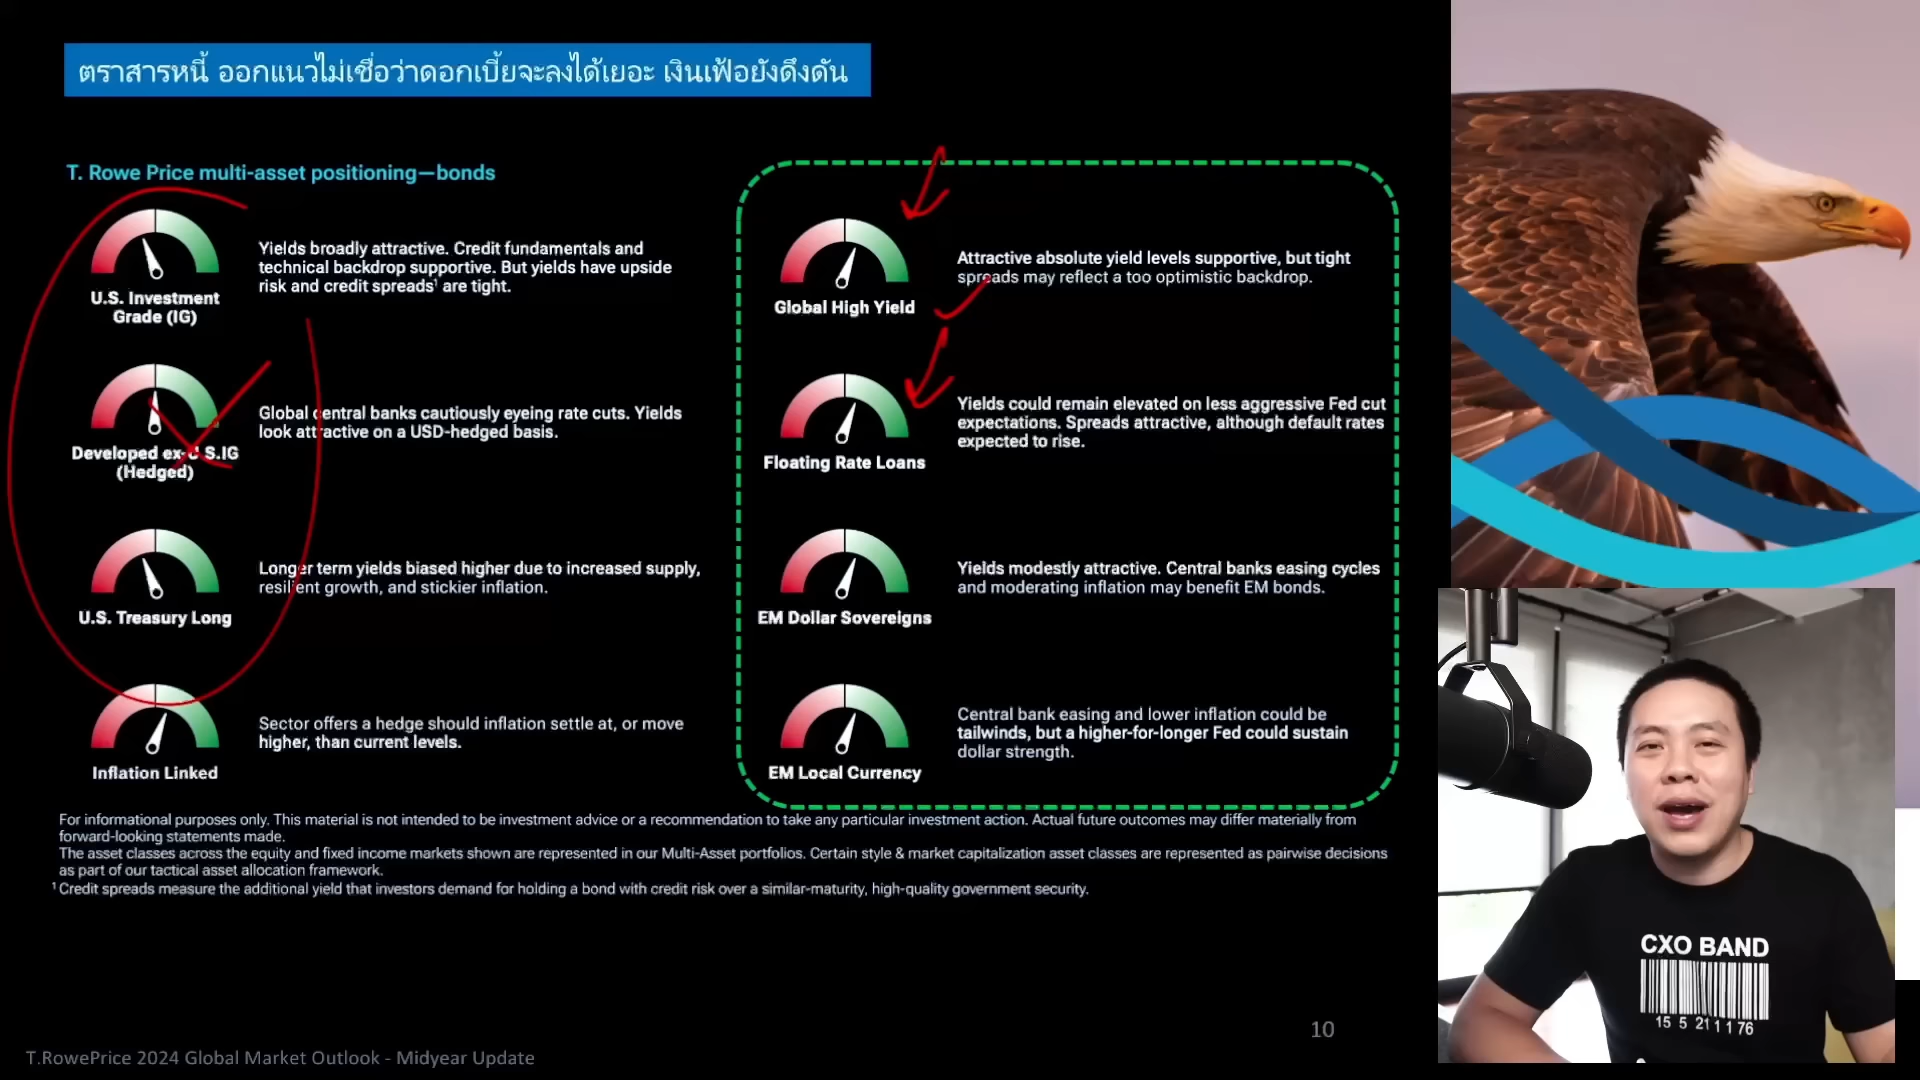 ตราสารหนี้ ออกแนวไม่เชื่อว่าดอกเบี้ยจะลงได้เยอะ เงินเฟ้อยังดึงดัน
T. Rowe Price multi-asset positioning—bonds
U.S. Investment
Grade (IG)
Yields broadly attractive. Credit fundamentals and
technical backdrop supportive. But yields have upside
risk and credit spreads¹ are tight.
Developed ex-U.S.IG
(Hedged)
Global central banks cautiously eyeing rate cuts. Yields
look attractive on a USD-hedged basis.
U.S. Treasury Long
Longer term yields biased higher due to increased supply,
resilient growth, and stickier inflation.
Inflation Linked
Sector offers a hedge should inflation settle at, or move
higher, than current levels.
Global High Yield
Attractive absolute yield levels supportive, but tight
spreads may reflect a too optimistic backdrop.
Floating Rate Loans
Yields could remain elevated on less aggressive Fed cut
expectations. Spreads attractive, although default rates
expected to rise.
EM Dollar Sovereigns
Yields modestly attractive. Central banks easing cycles
and moderating inflation may benefit EM bonds.
EM Local Currency
Central bank easing and lower inflation could be
tailwinds, but a higher-for-longer Fed could sustain
dollar strength.
For informational purposes only. This material is not intended to be investment advice or a recommendation to take any particular investment action. Actual future outcomes may differ materially from
forward-looking statements made.
The asset classes across the equity and fixed income markets shown are represented in our Multi-Asset portfolios. Certain style & market capitalization asset classes are represented as pairwise decisions
as part of our tactical asset allocation framework.
¹ Credit spreads measure the additional yield that investors demand for holding a bond with credit risk over a similar-maturity, high-quality government security.
10
T.RowePrice 2024 Global Market Outlook - Midyear Update
CXO BAND
15 5 21 1 1 76